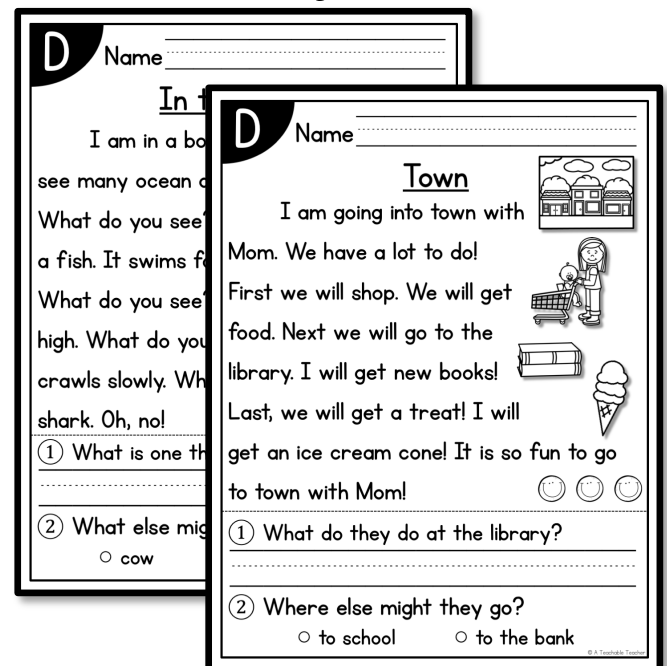 D
Name
In t
I am in a bo
see many ocean
What do you see?
a fish. It swims
What do you see?
high. What do you
crawls slowly. Wh
shark. Oh, no!
① What is one th
② What else mig
○ cow
D
Name
Town
I am going into town with
Mom. We have a lot to do!
First we will shop. We will get
food. Next we will go to the
library. I will get new books!
Last, we will get a treat! I will
get an ice cream cone! It is so fun to go
to town with Mom!
① What do they do at the library?
② Where else might they go?
○ to school ○ to the bank
© A Teachable Teacher